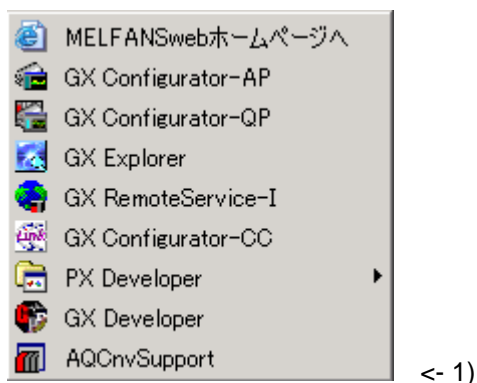 MELFANSwebホームページへ
GX Configurator-AP
GX Configurator-QP
GX Explorer
GX RemoteService-I
GX Configurator-CC
PX Developer
GX Developer
AQCnvSupport
<- 1)